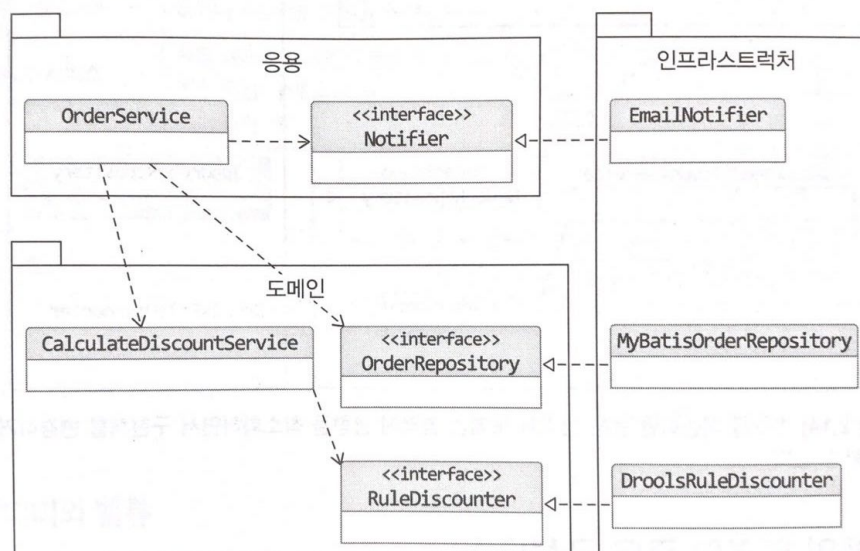 응용
인프라스트럭처
OrderService
<<interface>>
Notifier
EmailNotifier
도메인
CalculateDiscountService
<<interface>>
OrderRepository
MyBatisOrderRepository
<<interface>>
RuleDiscounter
DroolsRuleDiscounter